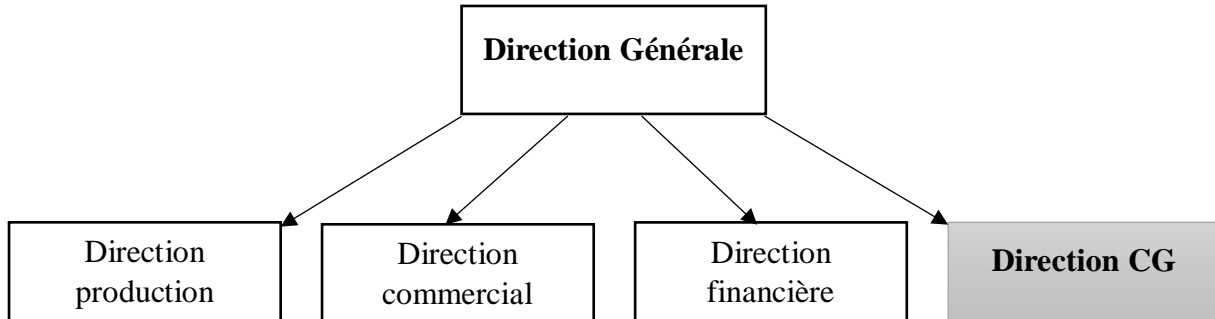 Direction Générale
Direction
production
Direction
commercial
Direction
financière
Direction CG